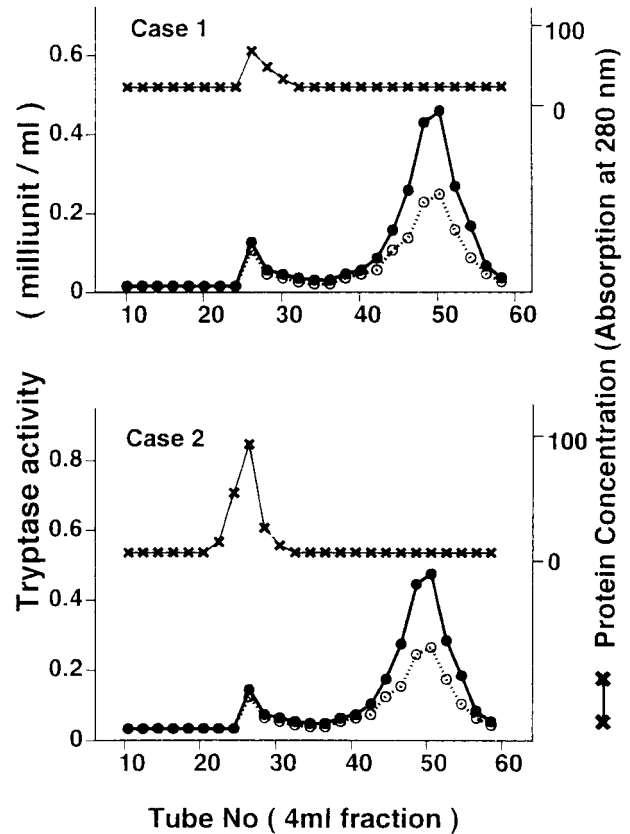 Case 1
0.6
0.4
0.2
0
100
0
10 20 30 40 50 60
Case 2
0.8
0.6
0.4
0.2
0
100
0
10 20 30 40 50 60
Tryptase activity ( milliunit / ml )
Protein Concentration (Absorption at 280 nm)
Tube No ( 4ml fraction )